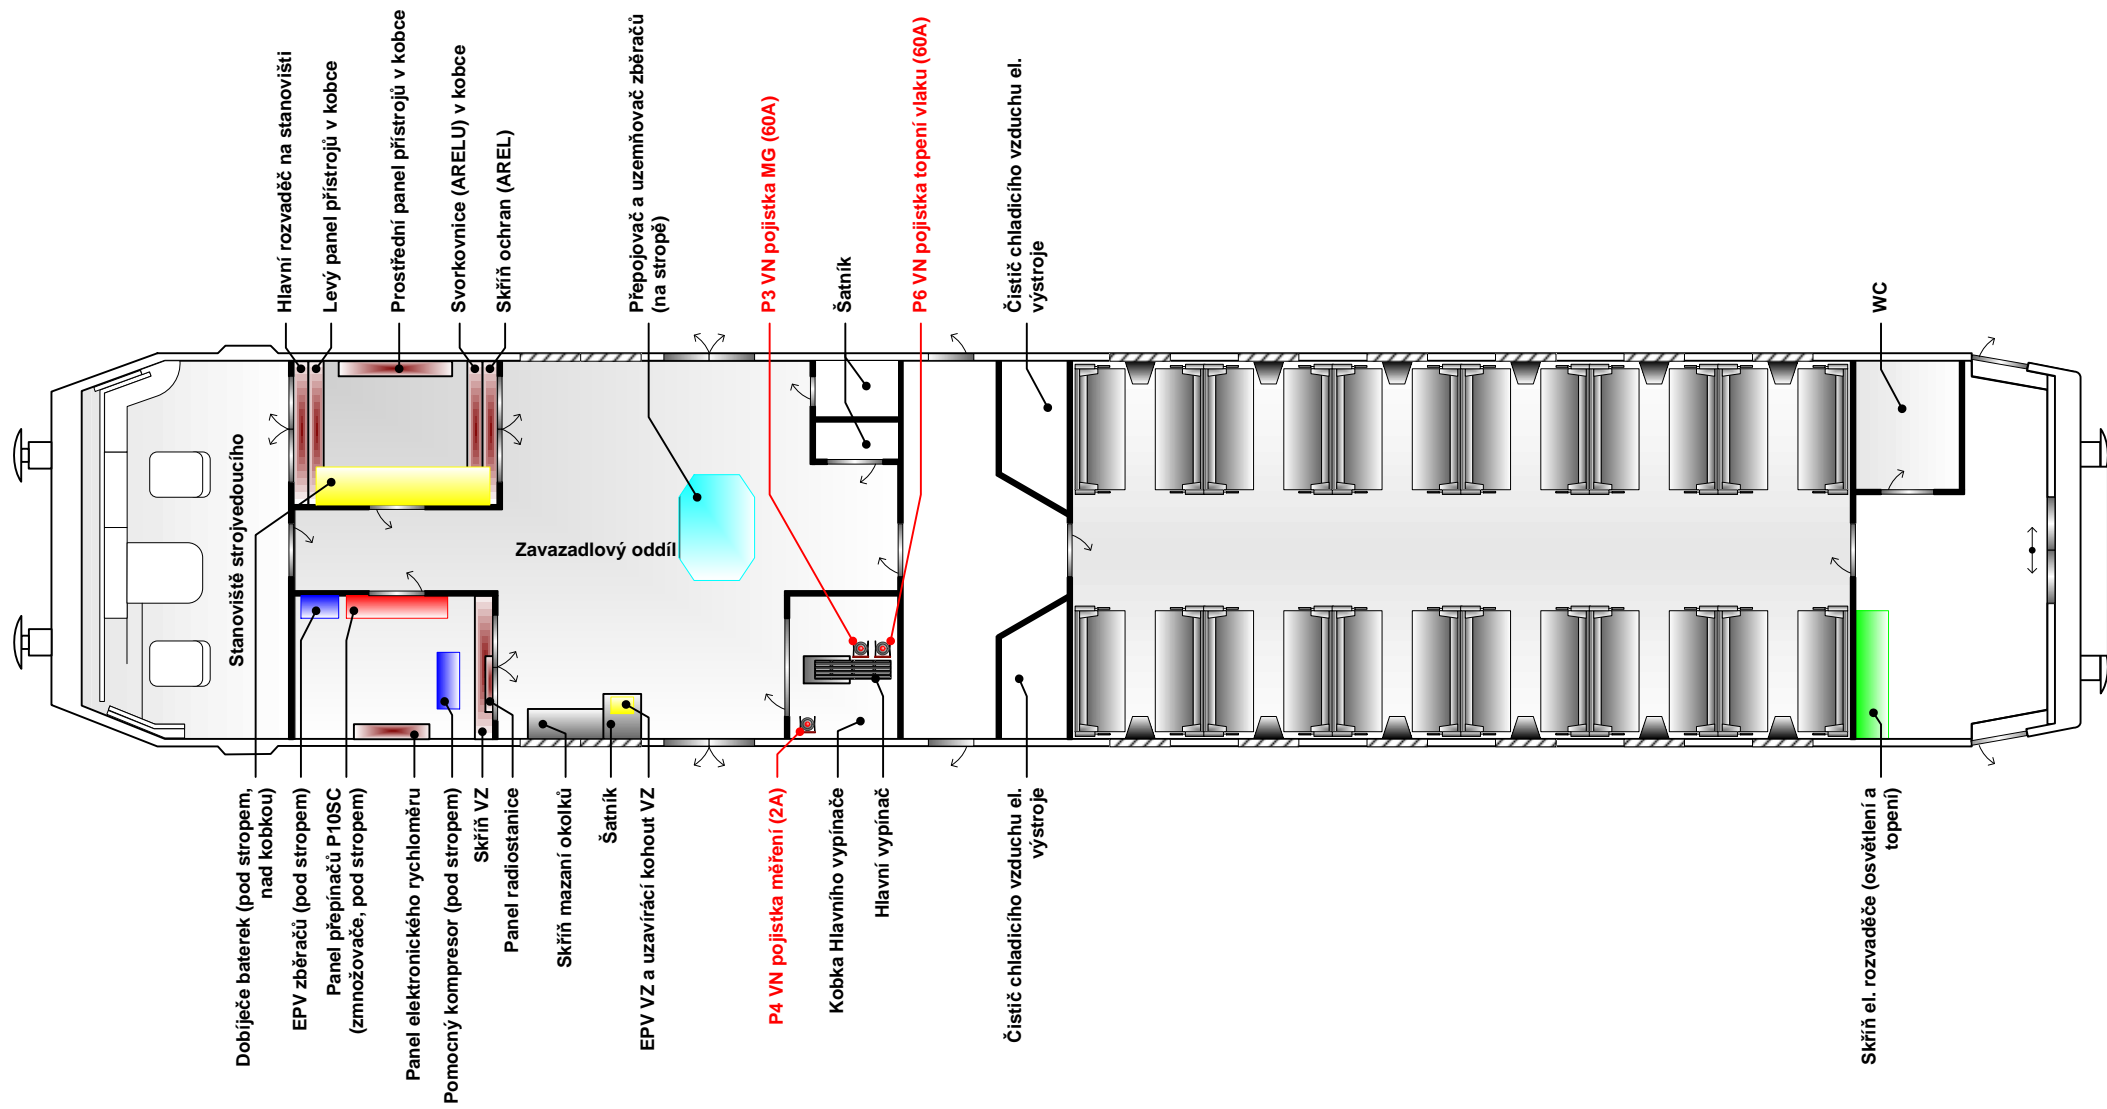 Hlavní rozvaděč na stanovišti
Levý panel přístrojů v kobce
Prostřední panel přístrojů v kobce
Svorkovnice (ARELU) v kobce
Skříň ochran (AREL)
Přepojovač a uzemňovač zběračů
(na stropě)
P3 VN pojistka MG (60A)
Šatník
P6 VN pojistka topení vlaku (60A)
Čistič chladicího vzduchu el.
výstroje
WC
Stanoviště strojvedoucího
Zavazadlový oddíl
Dobíječe baterek (pod stropem,
nad kobkou)
EPV zběračů (pod stropem)
Panel přepínačů P10SC
(zmnožovače, pod stropem)
Panel elektronického rychloměru
Pomocný kompresor (pod stropem)
Skříň VZ
Panel radiostanice
Skříň mazaní okolků
Šatník
EPV VZ a uzavírácí kohout VZ
P4 VN pojistka měření (2A)
Kobka Hlavního vypínače
Hlavní vypínač
Čistič chladicího vzduchu el.
výstroje
Skříň el. rozvaděče (osvětlení a
topení)